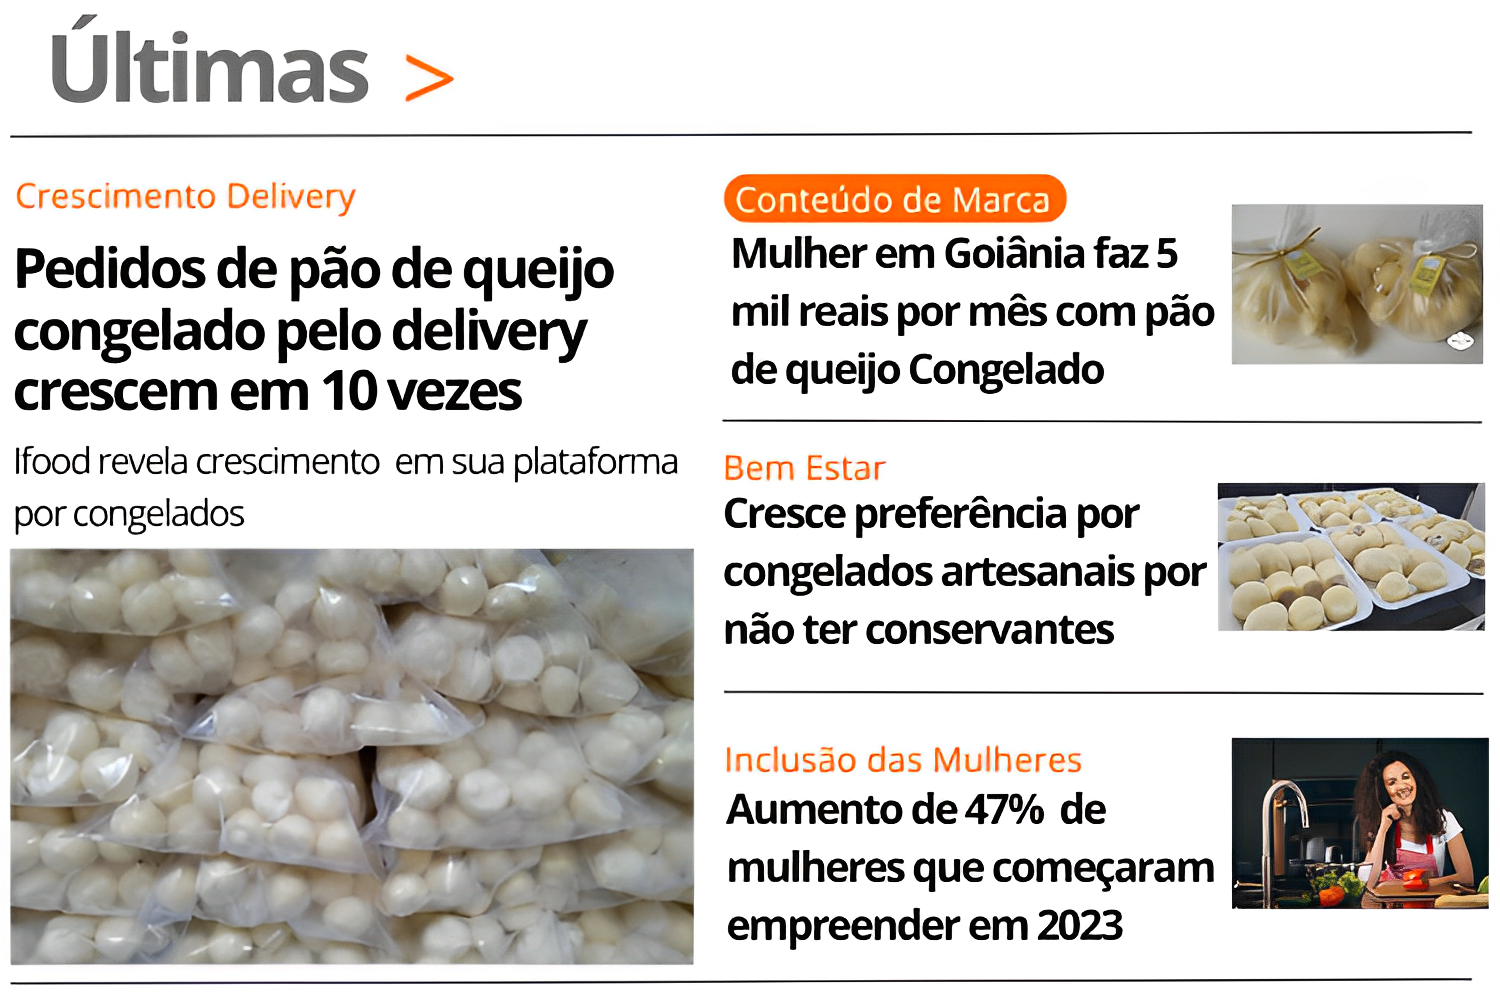 Últimas >
Crescimento Delivery
Pedidos de pão de queijo
congelado pelo delivery
crescem em 10 vezes
Ifood revela crescimento em sua plataforma
por congelados
Conteúdo de Marca
Mulher em Goiânia faz 5
mil reais por mês com pão
de queijo Congelado
Bem Estar
Cresce preferência por
congelados artesanais por
não ter conservantes
Inclusão das Mulheres
Aumento de 47% de
mulheres que começaram
empreender em 2023